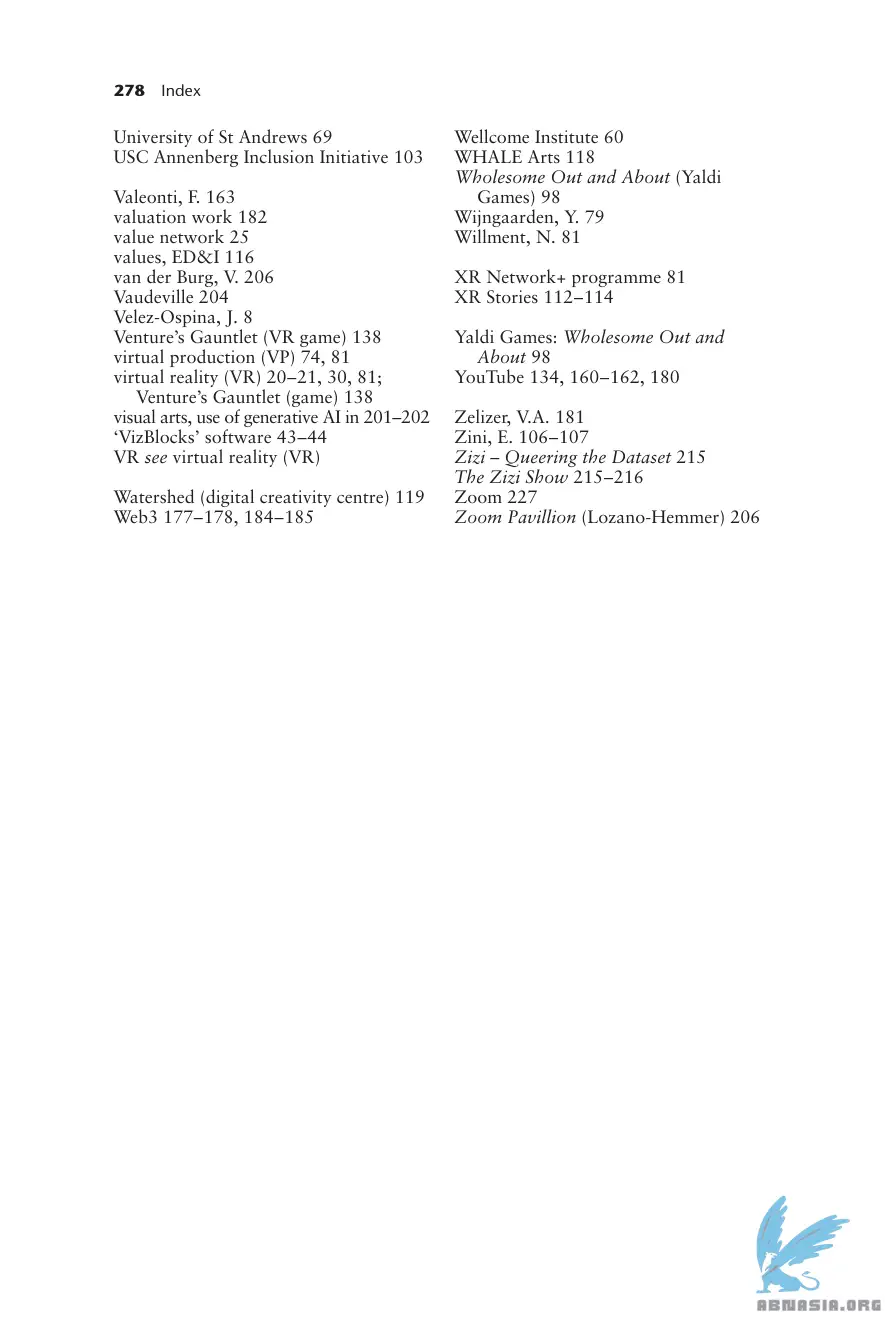 278 Index
University of St Andrews 69
USC Annenberg Inclusion Initiative 103
Valeonti, F. 163
valuation work 182
value network 25
values, ED&I 116
van der Burg, V. 206
Vaudeville 204
Velez-Ospina, J. 8
Venture’s Gauntlet (VR game) 138
virtual production (VP) 74, 81
virtual reality (VR) 20–21, 30, 81;
Venture’s Gauntlet (game) 138
visual arts, use of generative AI in 201–202
‘VizBlocks’ software 43–44
VR see virtual reality (VR)
Watershed (digital creativity centre) 119
Web3 177–178, 184–185
Wellcome Institute 60
WHALE Arts 118
Wholesome Out and About (Yaldi
Games) 98
Wijngaarden, Y. 79
Willment, N. 81
XR Network+ programme 81
XR Stories 112–114
Yaldi Games: Wholesome Out and
About 98
YouTube 134, 160–162, 180
Zelizer, V.A. 181
Zini, E. 106–107
Zizi – Queering the Dataset 215
The Zizi Show 215–216
Zoom 227
Zoom Pavillion (Lozano-Hemmer) 206
ABNASIA.ORG